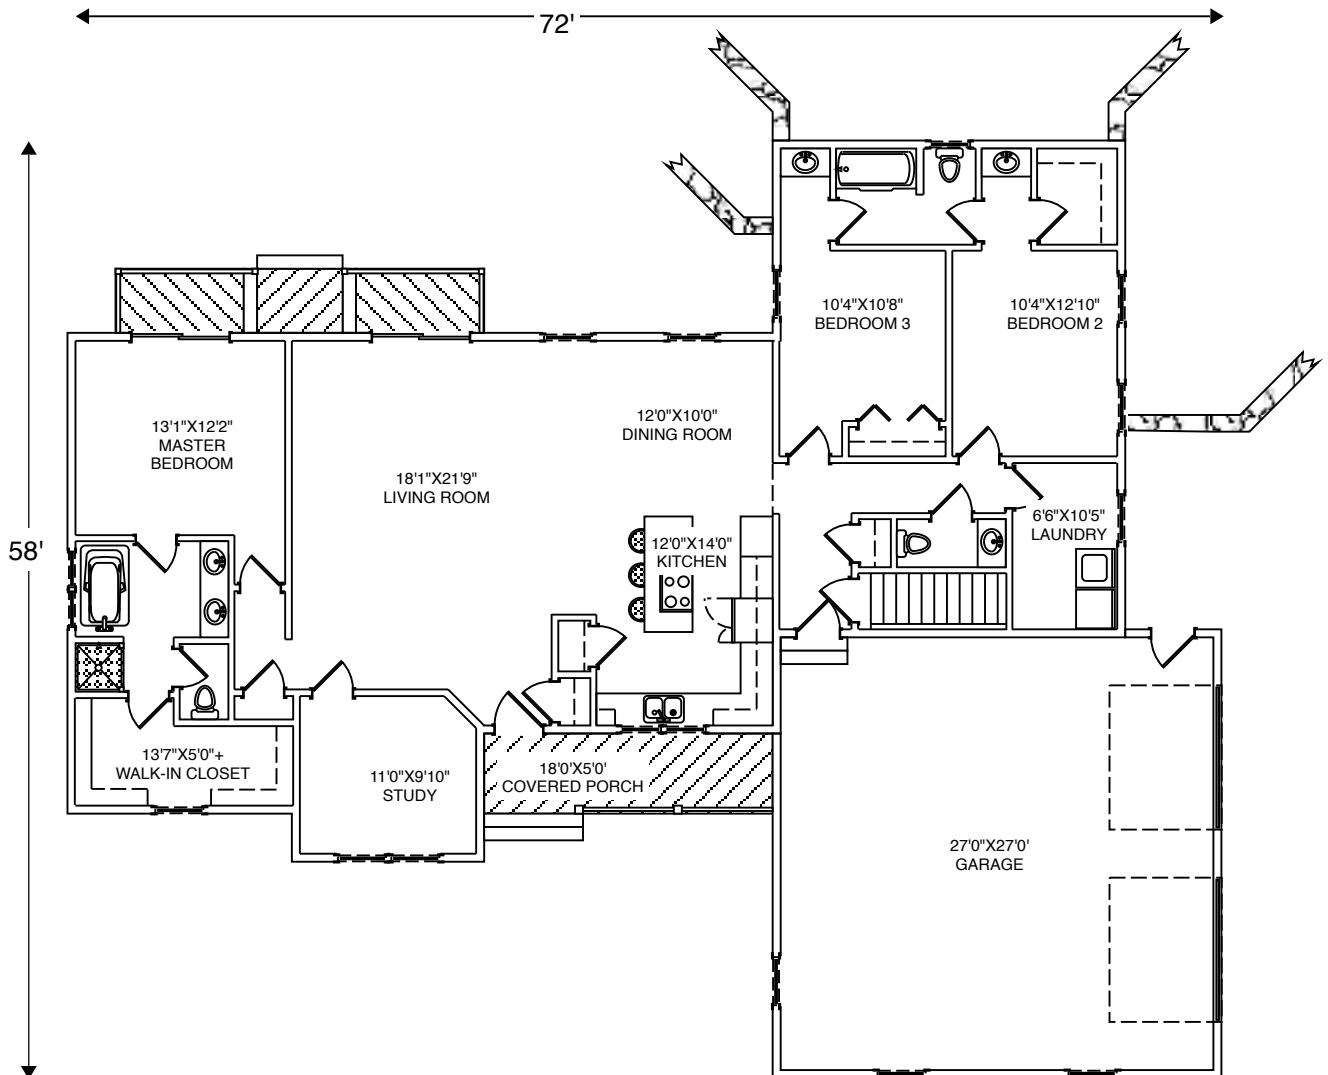 72'
58'
10'4"X10'8"
BEDROOM 3
10'4"X12'10"
BEDROOM 2
13'1"X12'2"
MASTER
BEDROOM
12'0"X10'0"
DINING ROOM
18'1"X21'9"
LIVING ROOM
12'0"X14'0"
KITCHEN
6'6"X10'5"
LAUNDRY
13'7"X5'0"+
WALK-IN CLOSET
11'0"X9'10"
STUDY
18'0'X5'0'
COVERED PORCH
27'0"X27'0'
GARAGE